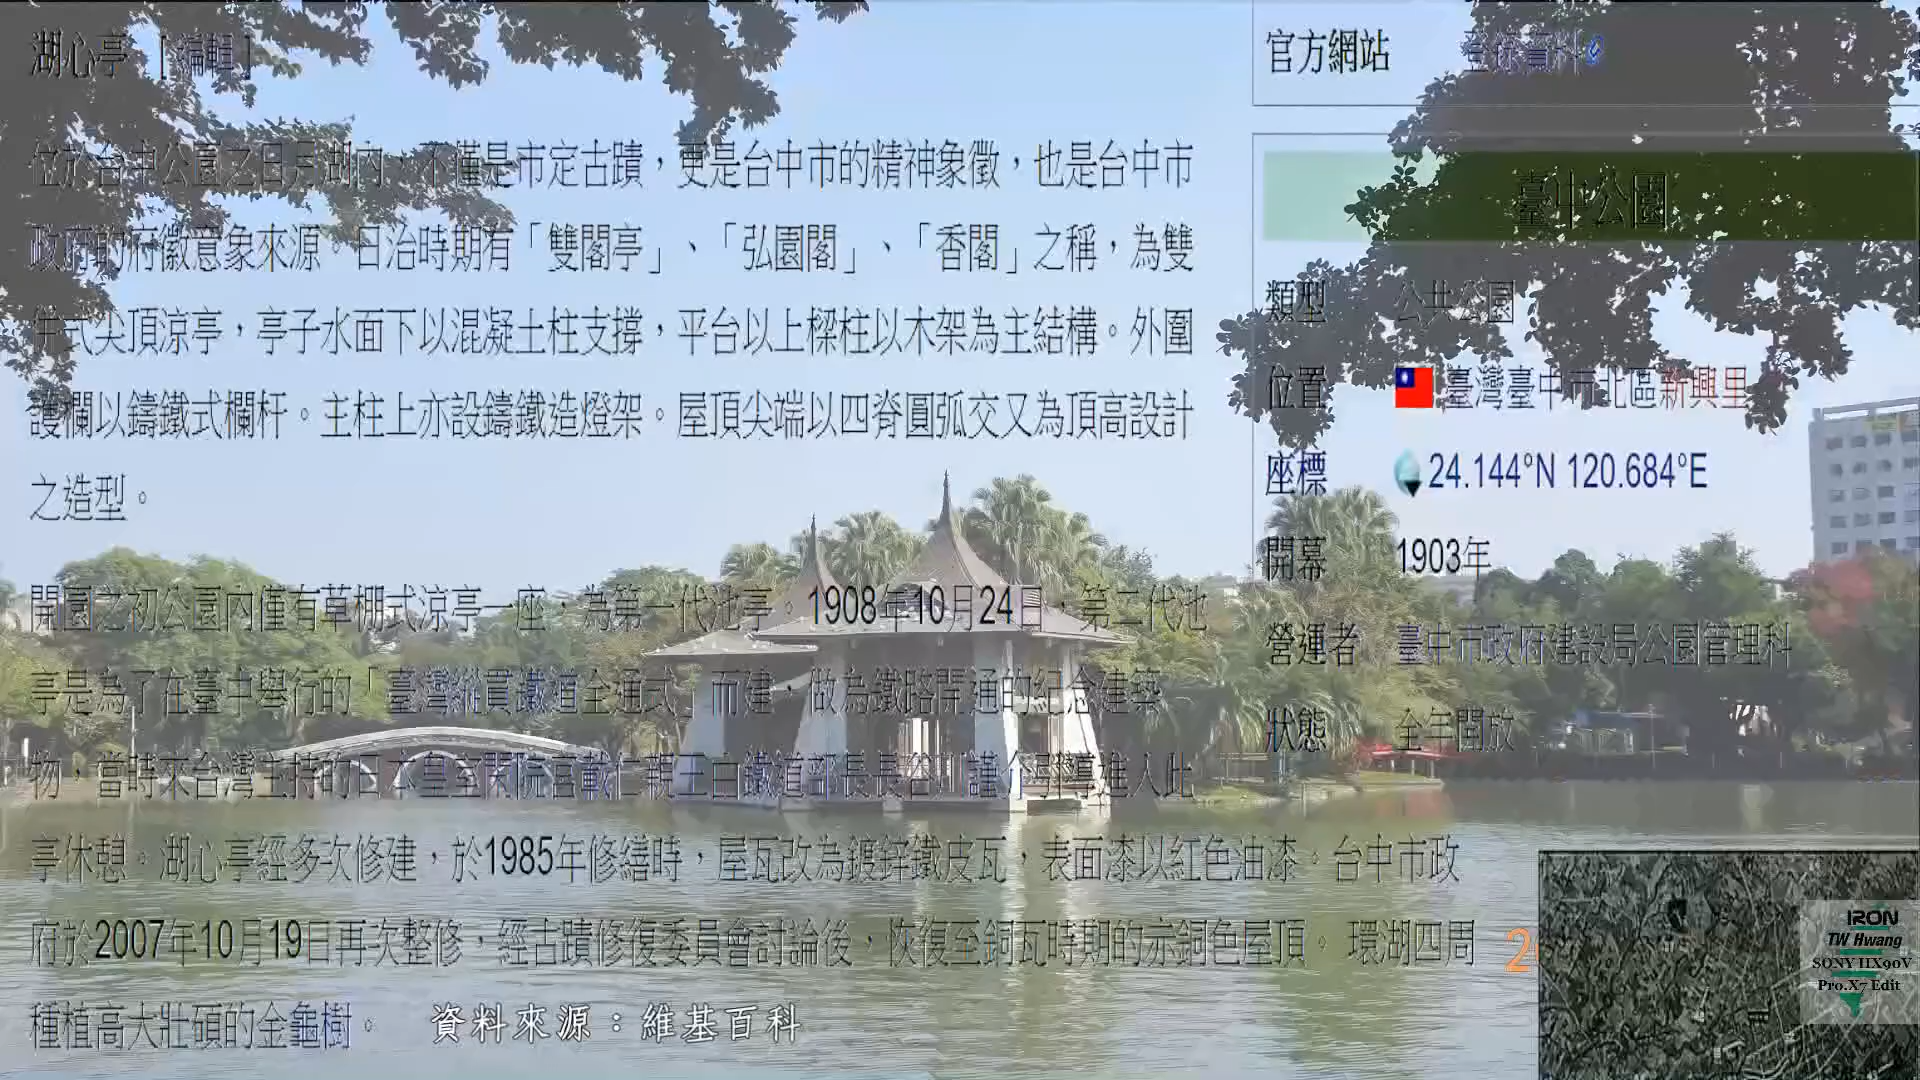 湖心亭 [編輯]
位於台中公園之日月湖內，不僅是市定古蹟，更是台中市的精神象徵，也是台中市
政府的府徽意象來源。日治時期有「雙閣亭」、「弘園閣」、「香閣」之稱，為雙
併式尖頂涼亭，亭子水面下以混凝土柱支撐，平台以上樑柱以木架為主結構。外圍
護欄以鑄鐵式欄杆。主柱上亦設鑄鐵造燈架。屋頂尖端以四脊圓弧交叉為頂高設計
之造型。
開園之初公園內僅有草棚式涼亭一座，為第一代池亭。1908年10月24日，第二代池
亭是為了在臺中舉行的「臺灣縱貫鐵道全通式」而建，做為鐵路開通的紀念建築
物，當時來台灣主持的日本皇室閑院宮載仁親王由鐵道部長長谷川謹介引導進入此
亭休憩。湖心亭經多次修建，於1985年修繕時，屋瓦改為鍍鋅鐵皮瓦，表面漆以紅色油漆。台中市政
府於2007年10月19日再次整修，經古蹟修復委員會討論後，恢復至銅瓦時期的赤銅色屋頂。環湖四周
種植高大壯碩的金龜樹。
資料來源：維基百科
官方網站 登錄資料
臺中公園
類型 公共公園
位置 臺灣臺中市北區新興里
座標 24.144°N 120.684°E
開幕 1903年
營運者 臺中市政府建設局公園管理科
狀態 全年開放
2
IRON
TW Hwang
SONY HX90V
Pro.X7 Edit